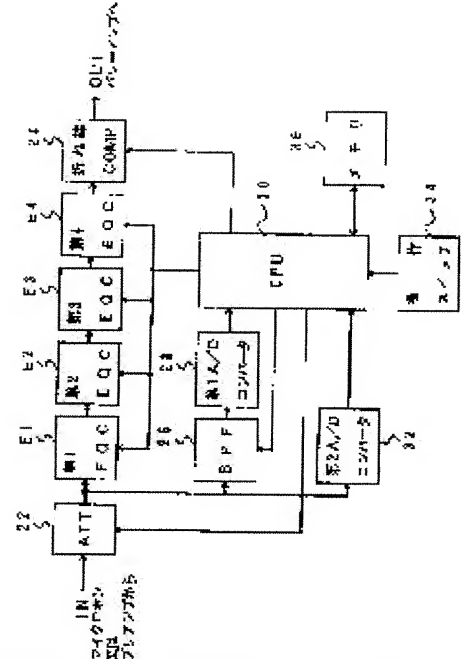 IN
マイクロホン
又は
プリアンプから
22
ATT
E1
第1
EQC
E2
第2
EQC
E3
第3
EQC
E4
第4
EQC
24
折れ線
COMP
OUT
パワーアンプへ
26
BPF
28
第1A/D
コンバータ
30
CPU
36
メモリ
32
第2A/D
コンバータ
34
操作
スイッチ